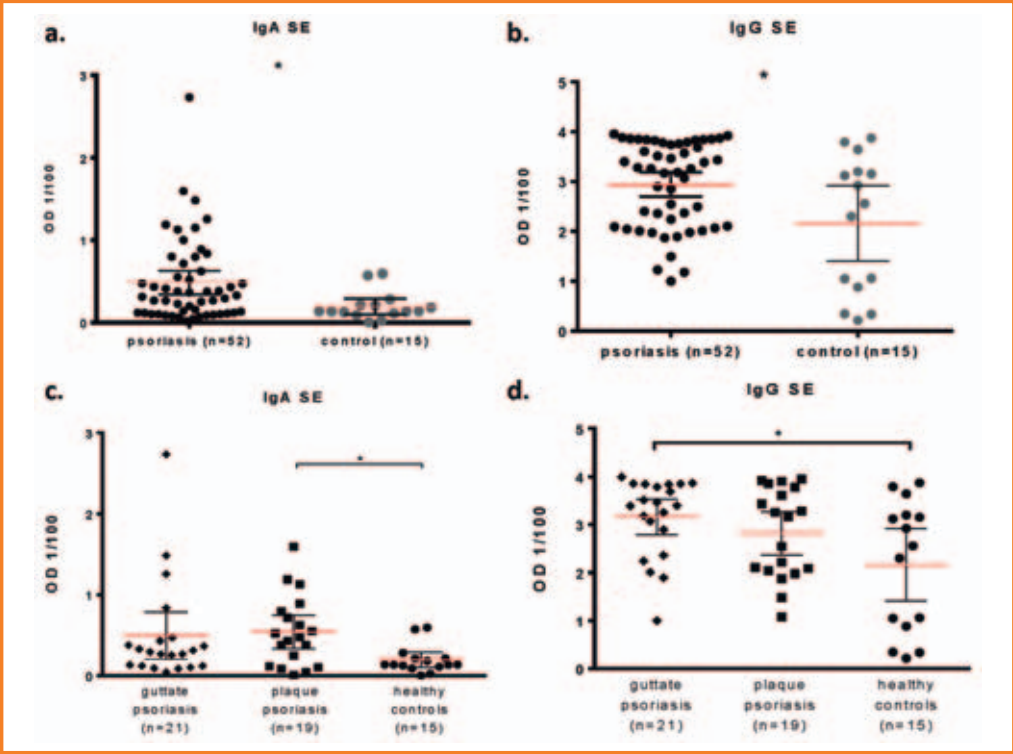 a.
IgA SE
*
3
2
1
0
OD 1/100
psoriasis (n=52)
control (n=15)
b.
IgG SE
*
5
4
3
2
1
0
OD 1/100
psoriasis (n=52)
control (n=15)
c.
IgA SE
*
3
2
1
0
OD 1/100
guttate
psoriasis
(n=21)
plaque
psoriasis
(n=19)
healthy
controls
(n=15)
d.
IgG SE
*
5
4
3
2
1
0
OD 1/100
guttate
psoriasis
(n=21)
plaque
psoriasis
(n=19)
healthy
controls
(n=15)